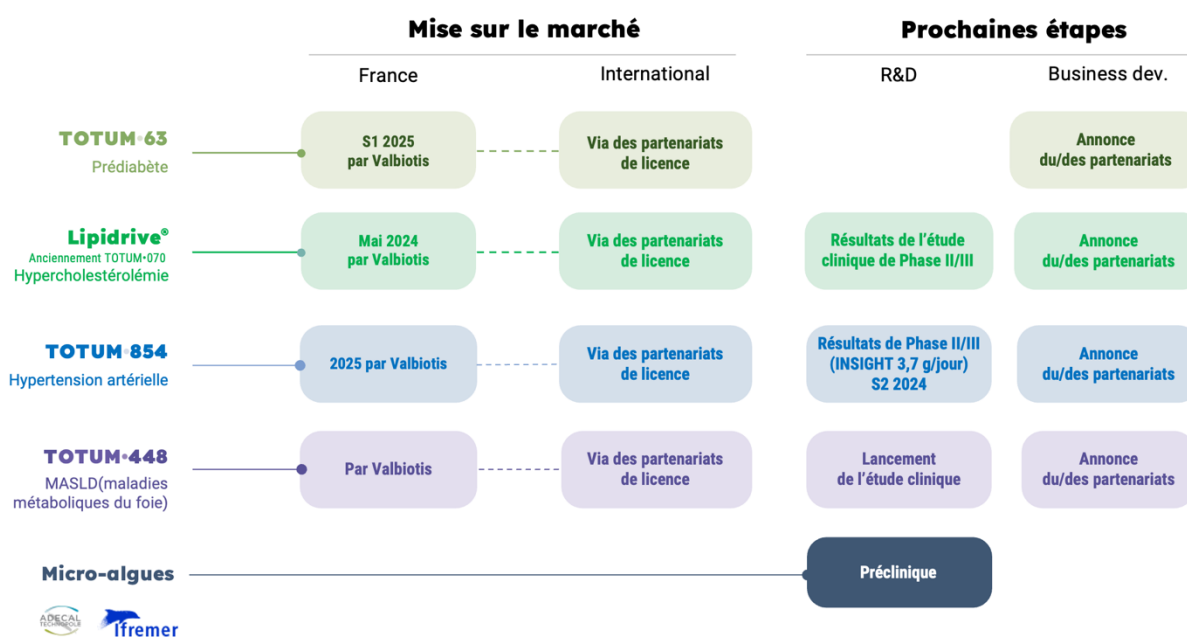 Mise sur le marché
Prochaines étapes
France
International
R&D
Business dev.
TOTUM•63
Prédiabète
S1 2025
par Valbiotis
Via des partenariats
de licence
Annonce
du/des partenariats
Lipidrive®
Anciennement TOTUM•070
Hypercholestérolémie
Mai 2024
par Valbiotis
Via des partenariats
de licence
Résultats de l'étude
clinique de Phase II/III
Annonce
du/des partenariats
TOTUM•854
Hypertension artérielle
2025 par Valbiotis
Via des partenariats
de licence
Résultats de Phase II/III
(INSIGHT 3,7 g/jour)
S2 2024
Annonce
du/des partenariats
TOTUM•448
MASLD(maladies
métaboliques du foie)
Par Valbiotis
Via des partenariats
de licence
Lancement
de l'étude clinique
Annonce
du/des partenariats
Micro-algues
Préclinique
ADECAL
TECHNOPOLE
Ifremer